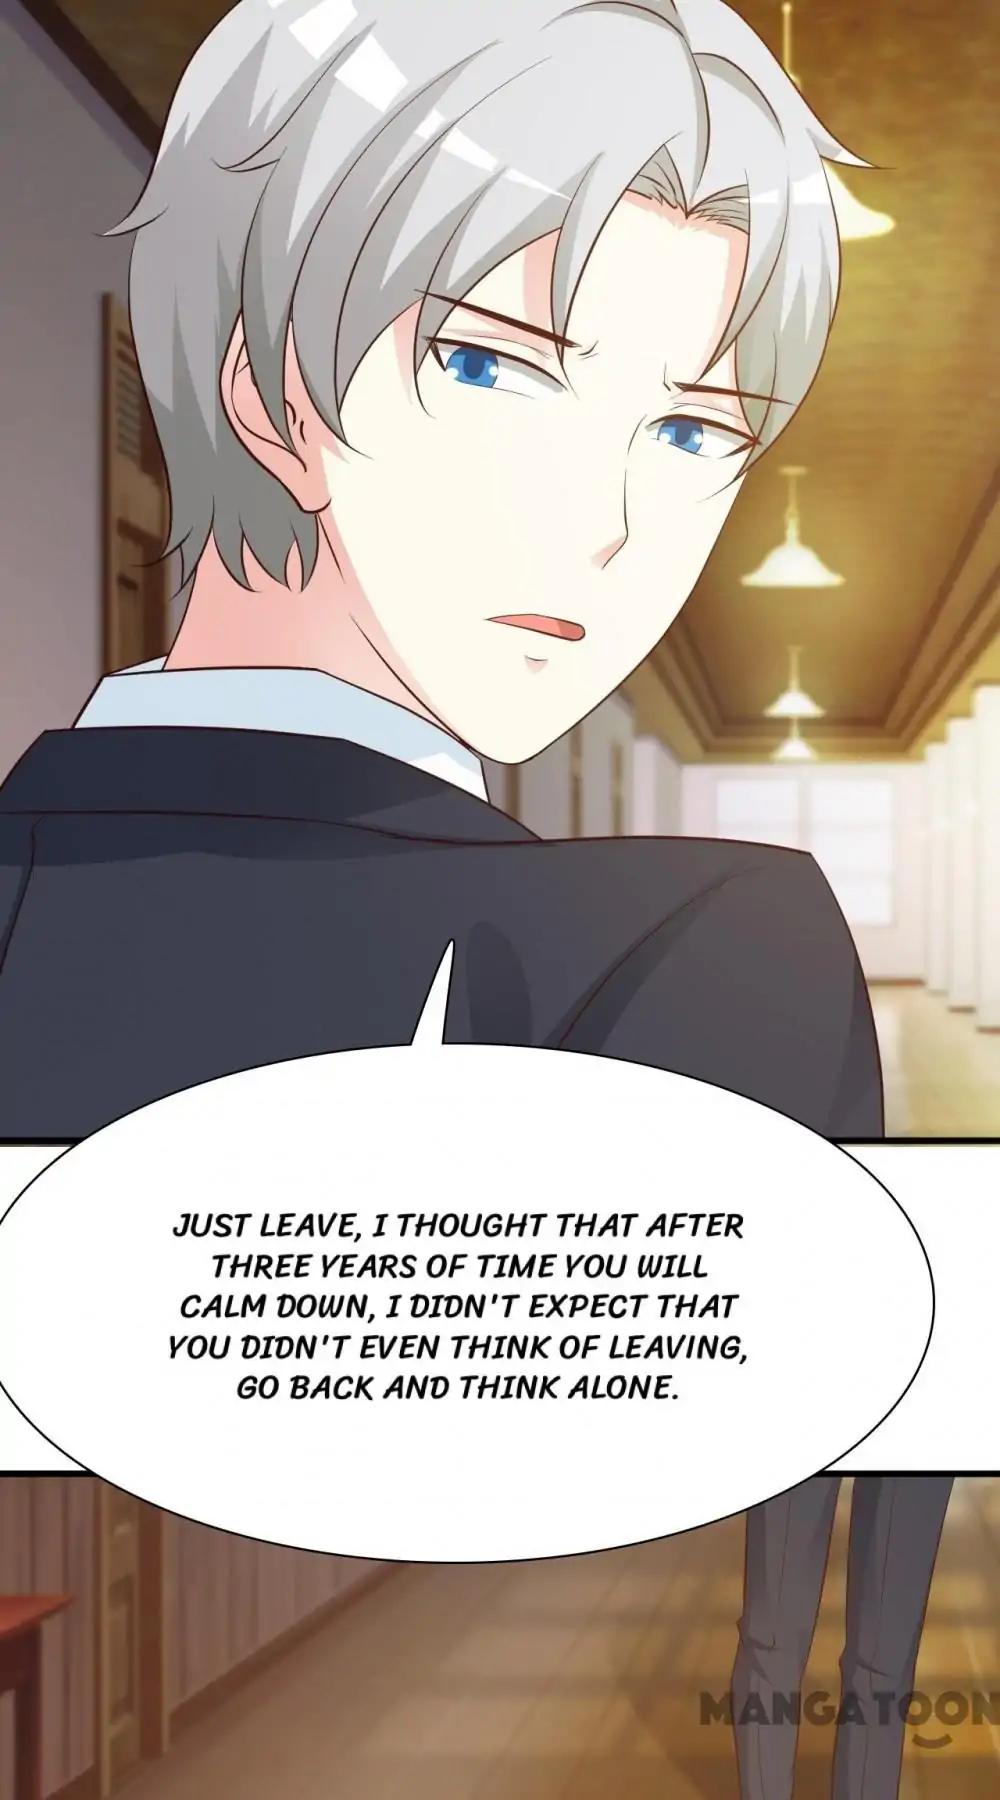 JUST LEAVE, I THOUGHT THAT AFTER
THREE YEARS OF TIME YOU WILL
CALM DOWN, I DIDN'T EXPECT THAT
YOU DIDN'T EVEN THINK OF LEAVING,
GO BACK AND THINK ALONE.
MANGATOON